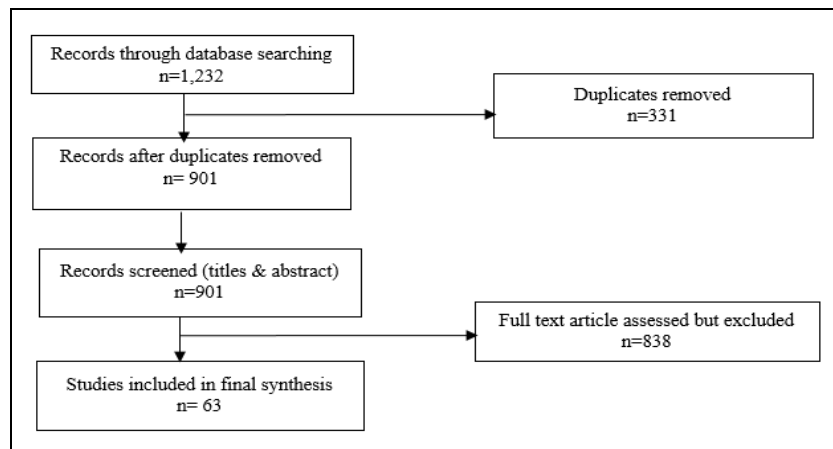 Records through database searching
n=1,232
Duplicates removed
n=331
Records after duplicates removed
n= 901
Records screened (titles & abstract)
n=901
Full text article assessed but excluded
n=838
Studies included in final synthesis
n= 63